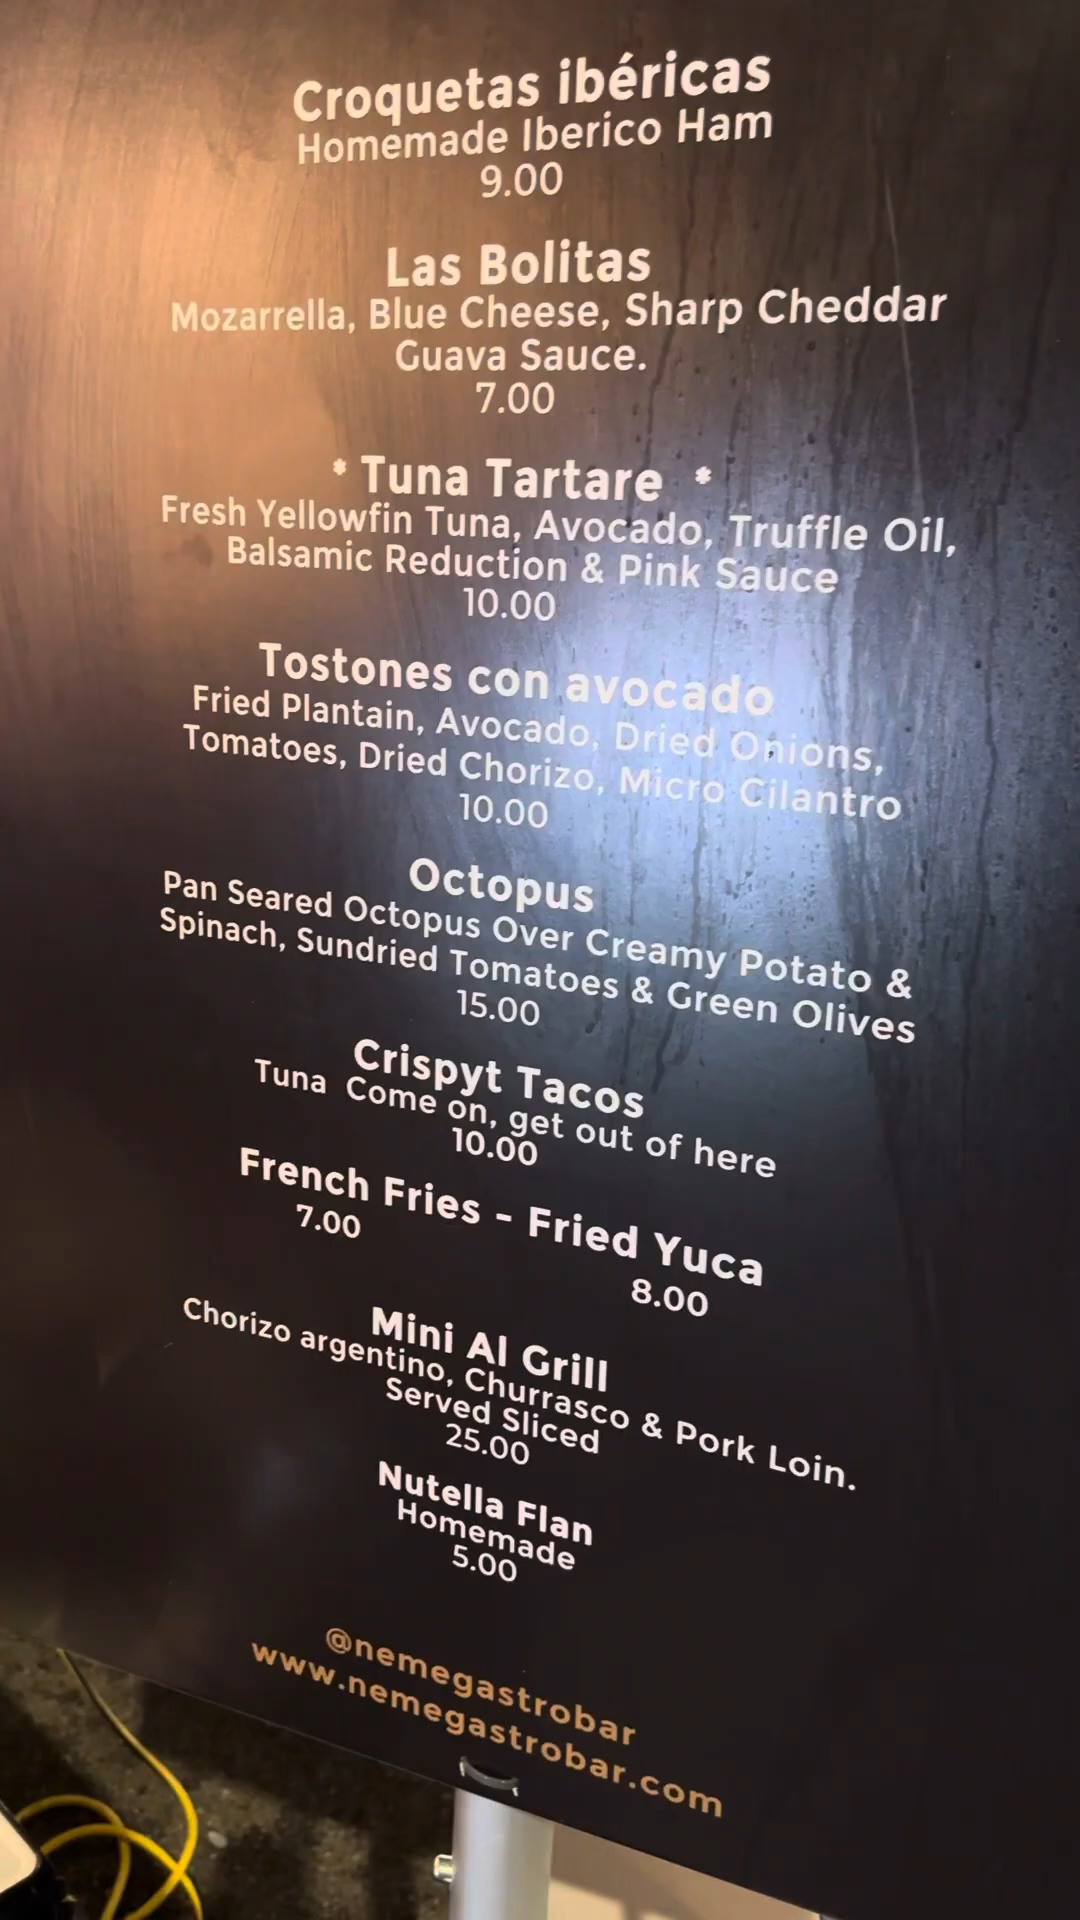 Croquetas ibéricas
Homemade Iberico Ham
9.00
Las Bolitas
Mozarrella, Blue Cheese, Sharp Cheddar
Guava Sauce.
7.00
* Tuna Tartare *
Fresh Yellowfin Tuna, Avocado, Truffle Oil,
Balsamic Reduction & Pink Sauce
10.00
Tostones con avocado
Fried Plantain, Avocado, Dried Onions,
Tomatoes, Dried Chorizo, Micro Cilantro
10.00
Octopus
Pan Seared Octopus Over Creamy Potato &
Spinach, Sundried Tomatoes & Green Olives
15.00
Crispyt Tacos
Tuna Come on, get out of here
10.00
French Fries - Fried Yuca
7.00 8.00
Mini Al Grill
Chorizo argentino, Churrasco & Pork Loin.
Served Sliced
25.00
Nutella Flan
Homemade
5.00
@nemegastrobar
www.nemegastrobar.com